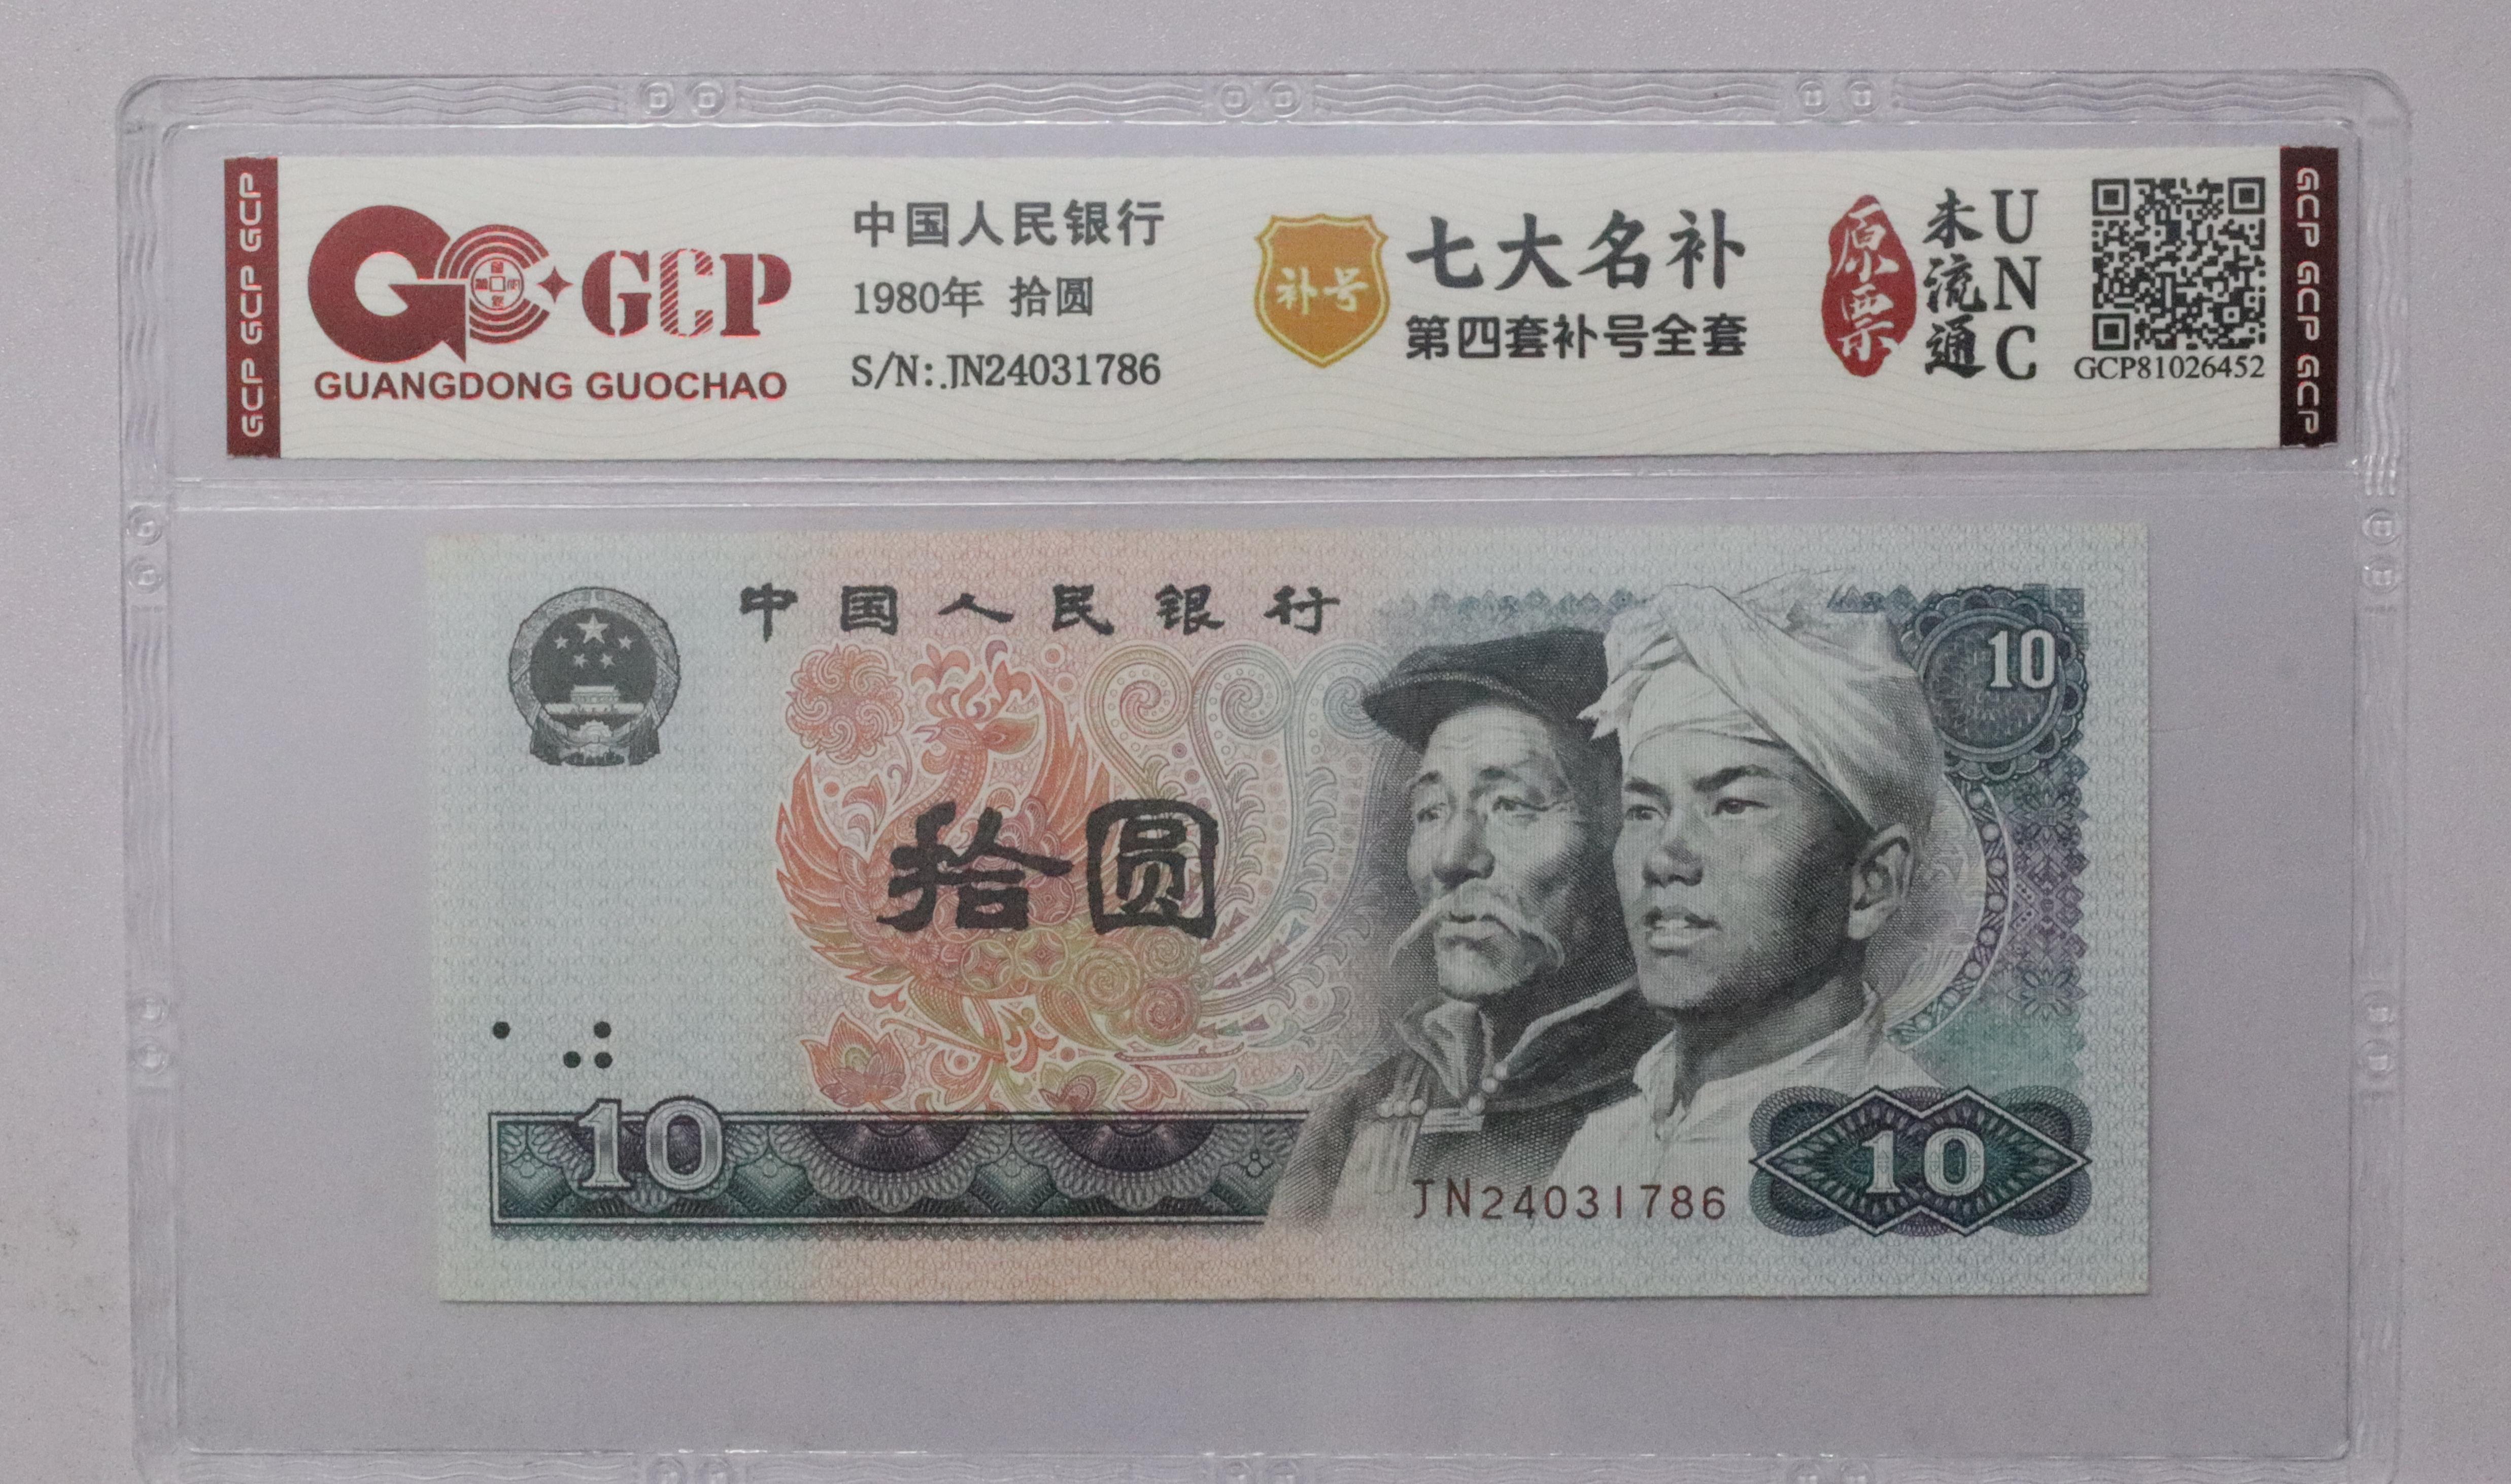 GCP GCP GCP
GCP
GUANGDONG GUOCHAO
中国人民银行
1980年 拾圆
S/N:JN24031786
补号
七大名补
第四套补号全套
原票
未流通
UNC
GCP81026452
GCP GCP GCP
中国人民银行
10
拾圆
10
JN24031786
10